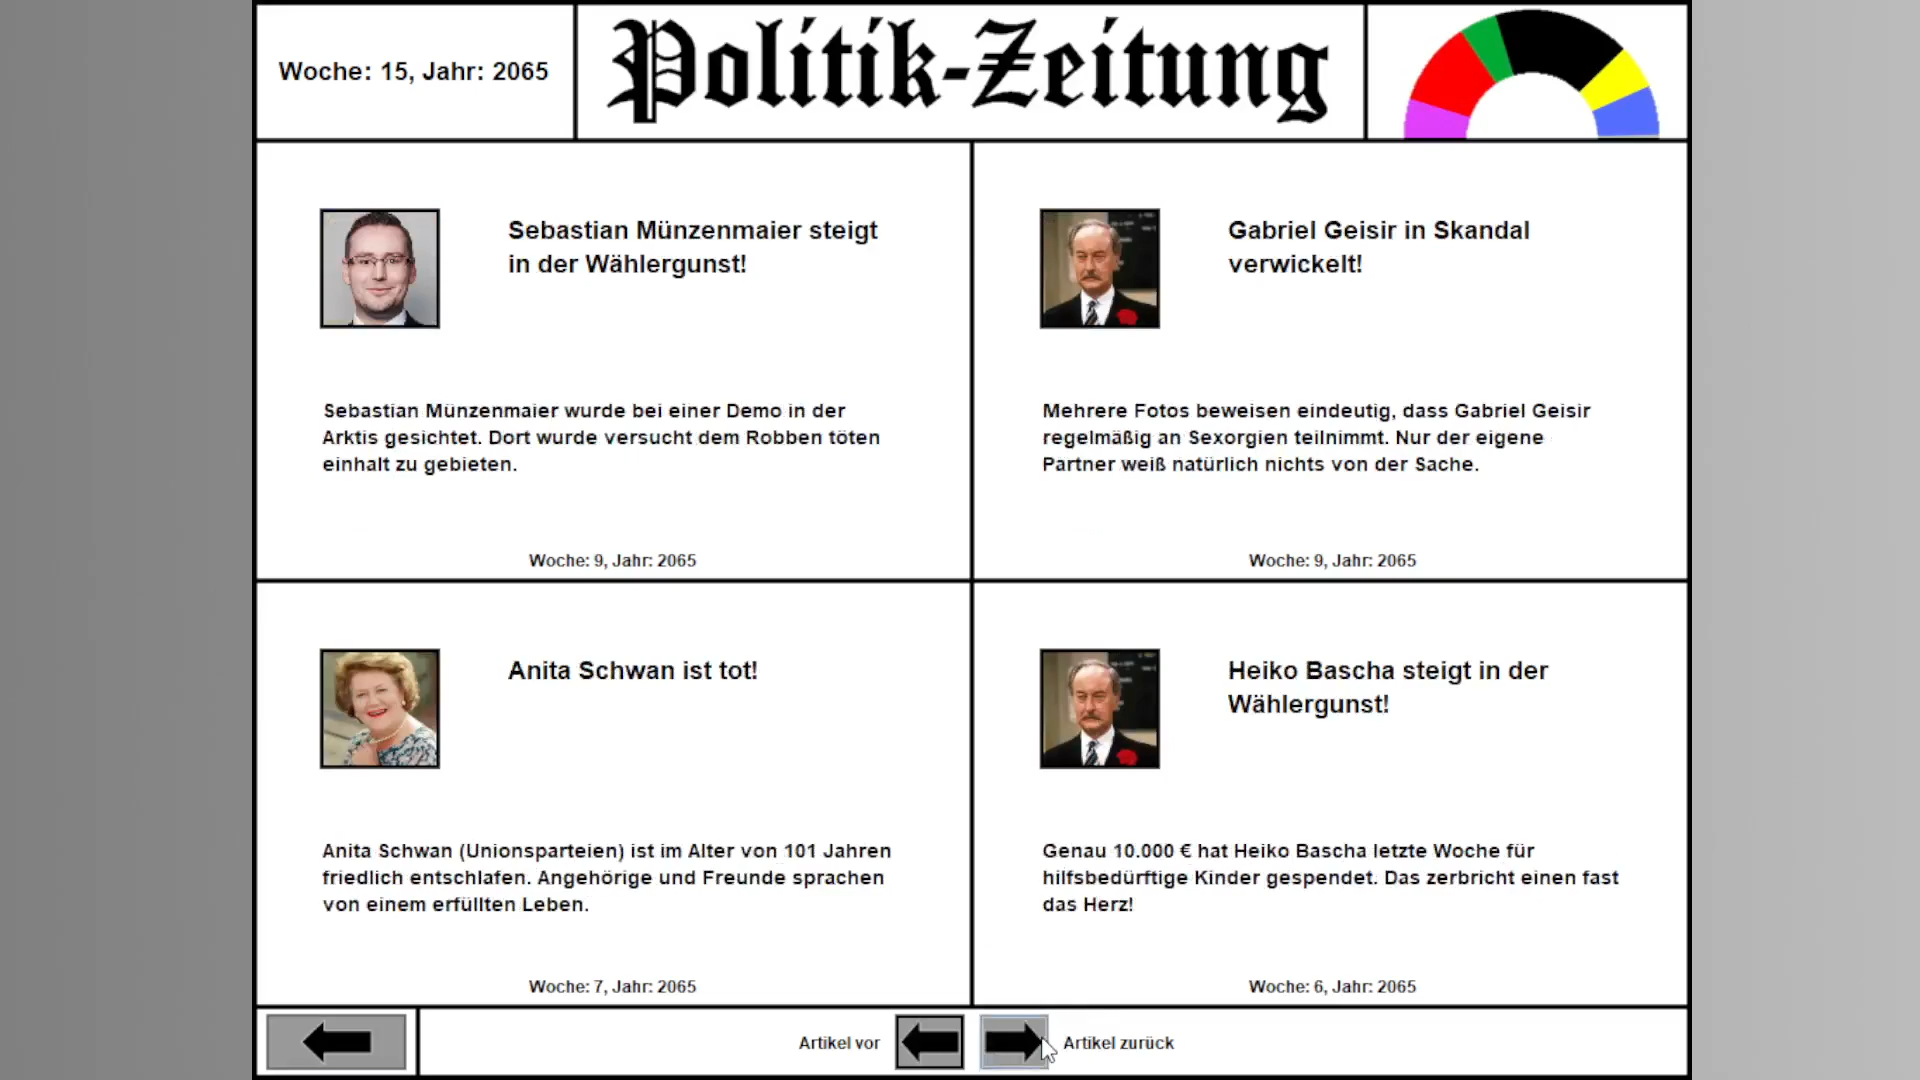 Woche: 15, Jahr: 2065
Politik-Zeitung
Sebastian Münzenmaier steigt
in der Wählergunst!
Sebastian Münzenmaier wurde bei einer Demo in der
Arktis gesichtet. Dort wurde versucht dem Robben töten
einhalt zu gebieten.
Woche: 9, Jahr: 2065
Gabriel Geisir in Skandal
verwickelt!
Mehrere Fotos beweisen eindeutig, dass Gabriel Geisir
regelmäßig an Sexorgien teilnimmt. Nur der eigene
Partner weiß natürlich nichts von der Sache.
Woche: 9, Jahr: 2065
Anita Schwan ist tot!
Anita Schwan (Unionsparteien) ist im Alter von 101 Jahren
friedlich entschlafen. Angehörige und Freunde sprachen
von einem erfüllten Leben.
Woche: 7, Jahr: 2065
Heiko Bascha steigt in der
Wählergunst!
Genau 10.000 € hat Heiko Bascha letzte Woche für
hilfsbedürftige Kinder gespendet. Das zerbricht einen fast
das Herz!
Woche: 6, Jahr: 2065
Artikel vor
Artikel zurück